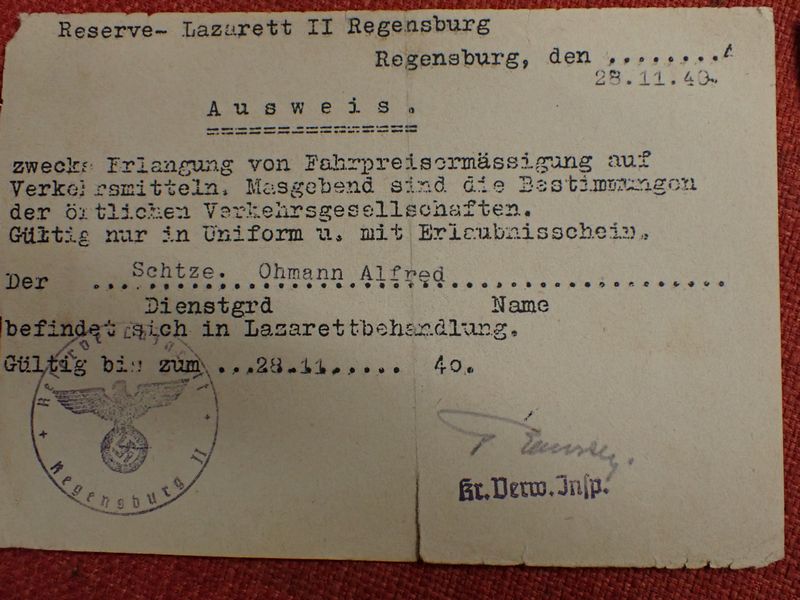 Reserve- Lazarett II Regensburg
Regensburg, den ........
28.11.40.
Ausweis.
zwecks Erlangung von Fahrpreisermässigung auf
Verkehrsmitteln. Masgebend sind die Bestimmungen
der örtlichen Verkehrsgesellschaften.
Gültig nur in Uniform u. mit Erlaubnisschein.
Der Schtze. Ohmann Alfred
Dienstgrd Name
befindet sich in Lazarettbehandlung.
Gültig bis zum ...28.11...... 40.
Reserve-Lazarett
Regensburg II
Kr.Verw.Insp.